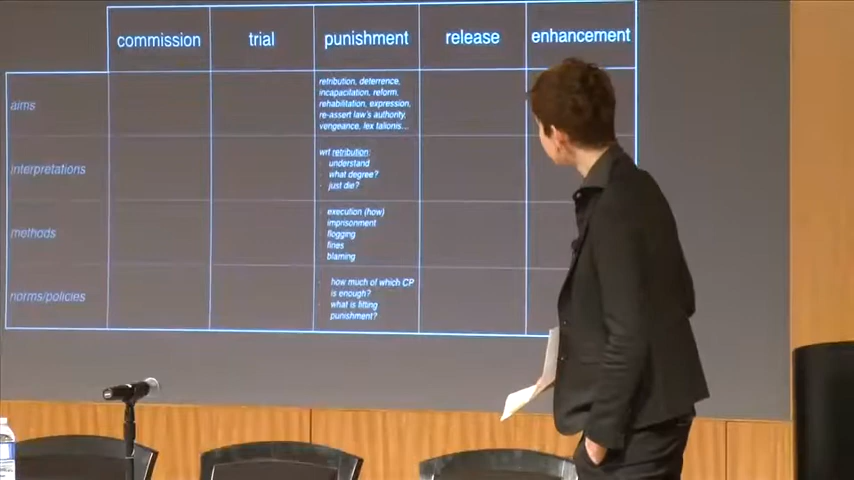 commission trial punishment release enhancement
aims
retribution, deterrence,
incapacitation, reform,
rehabilitation, expression,
re-assert law's authority,
vengeance, lex talionis...
interpretations
wrt retribution:
understand
what degree?
just die?
methods
execution (how)
imprisonment
flogging
fines
blaming
norms/policies
how much of which CP
is enough?
what is fitting
punishment?